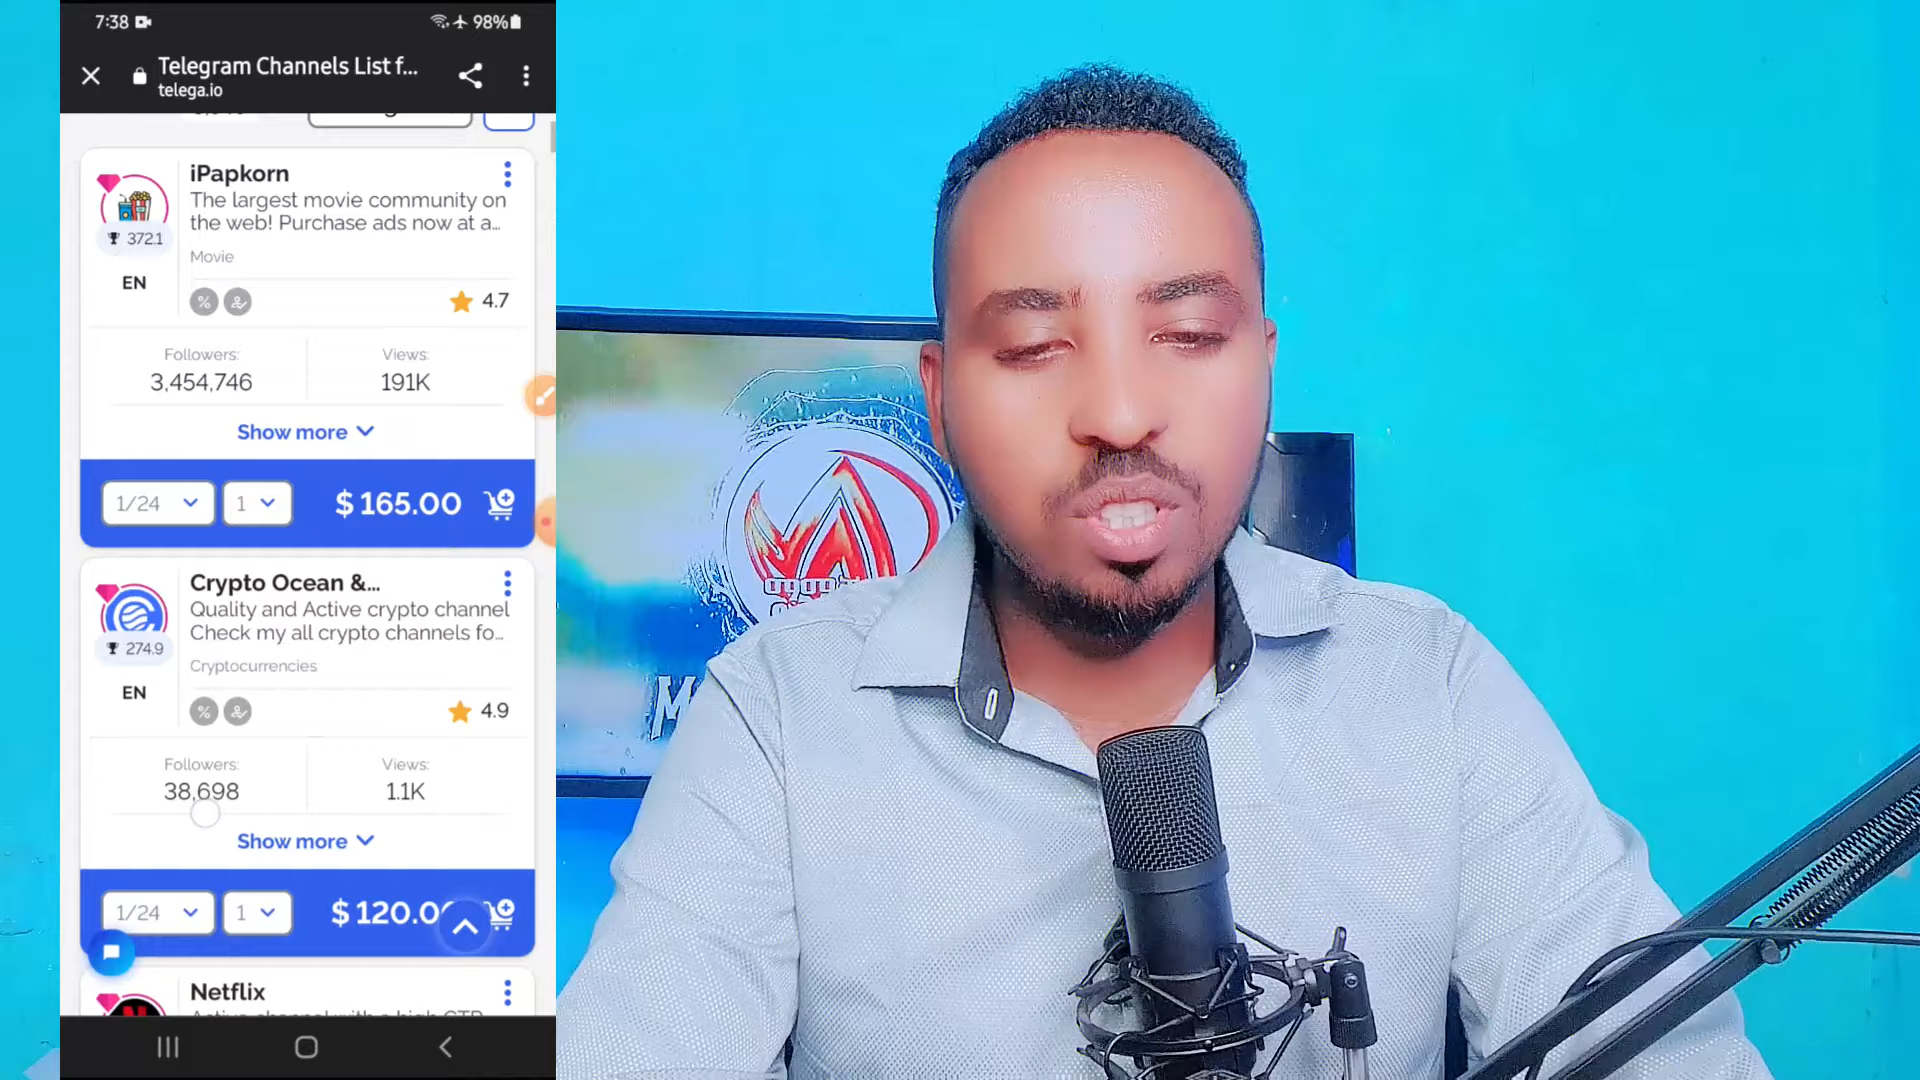 7:38
98%
Telegram Channels List f...
telega.io
iPapkorn
The largest movie community on
the web! Purchase ads now at a...
372.1
Movie
EN
%
4.7
Followers:
3,454,746
Views:
191K
Show more
1/24
1
$ 165.00
Crypto Ocean &...
Quality and Active crypto channel
Check my all crypto channels fo...
274.9
Cryptocurrencies
EN
%
4.9
Followers:
38,698
Views:
1.1K
Show more
1/24
1
$ 120.0
Netflix
M